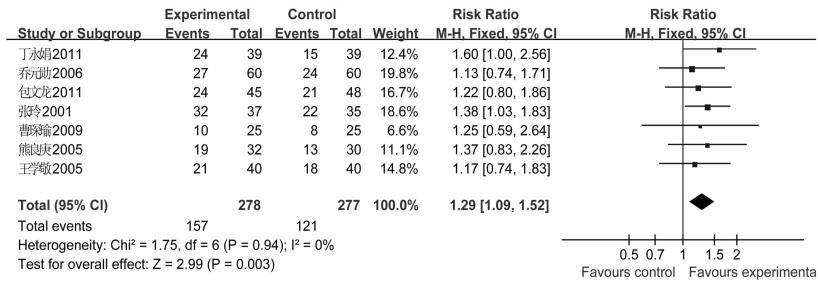 Experimental Control Risk Ratio Risk Ratio
Study or Subgroup Events Total Events Total Weight M-H, Fixed, 95% CI M-H, Fixed, 95% CI
丁永娟2011 24 39 15 39 12.4% 1.60 [1.00, 2.56]
乔元勋2006 27 60 24 60 19.8% 1.13 [0.74, 1.71]
包文龙2011 24 45 21 48 16.7% 1.22 [0.80, 1.86]
张玲2001 32 37 22 35 18.6% 1.38 [1.03, 1.83]
曹琛瑜2009 10 25 8 25 6.6% 1.25 [0.59, 2.64]
熊良庚2005 19 32 13 30 11.1% 1.37 [0.83, 2.26]
王学敬2005 21 40 18 40 14.8% 1.17 [0.74, 1.83]
Total (95% CI) 278 277 100.0% 1.29 [1.09, 1.52]
Total events 157 121
Heterogeneity: Chi² = 1.75, df = 6 (P = 0.94); I² = 0%
Test for overall effect: Z = 2.99 (P = 0.003)
0.5 0.7 1 1.5 2
Favours control Favours experimenta